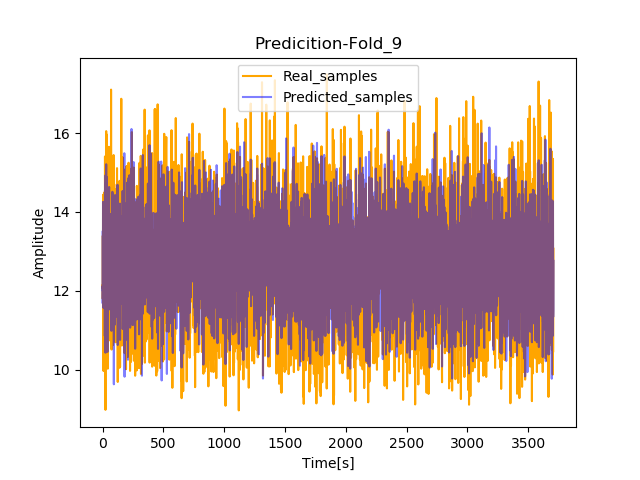 Predicition-Fold_9
Real_samples
Predicted_samples
Amplitude
16
14
12
10
0 500 1000 1500 2000 2500 3000 3500
Time[s]